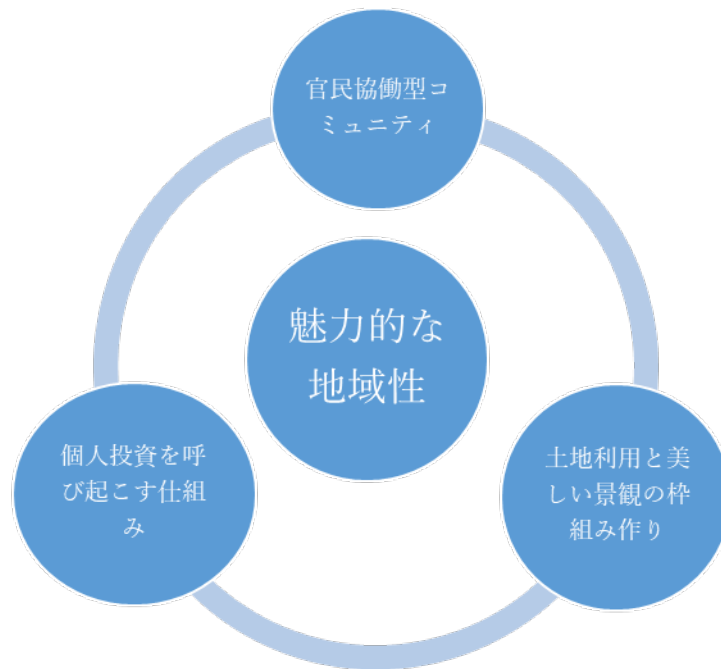 官民協働型コ
ミュニティ
魅力的な
地域性
個人投資を呼
び起こす仕組
み
土地利用と美
しい景観の枠
組み作り